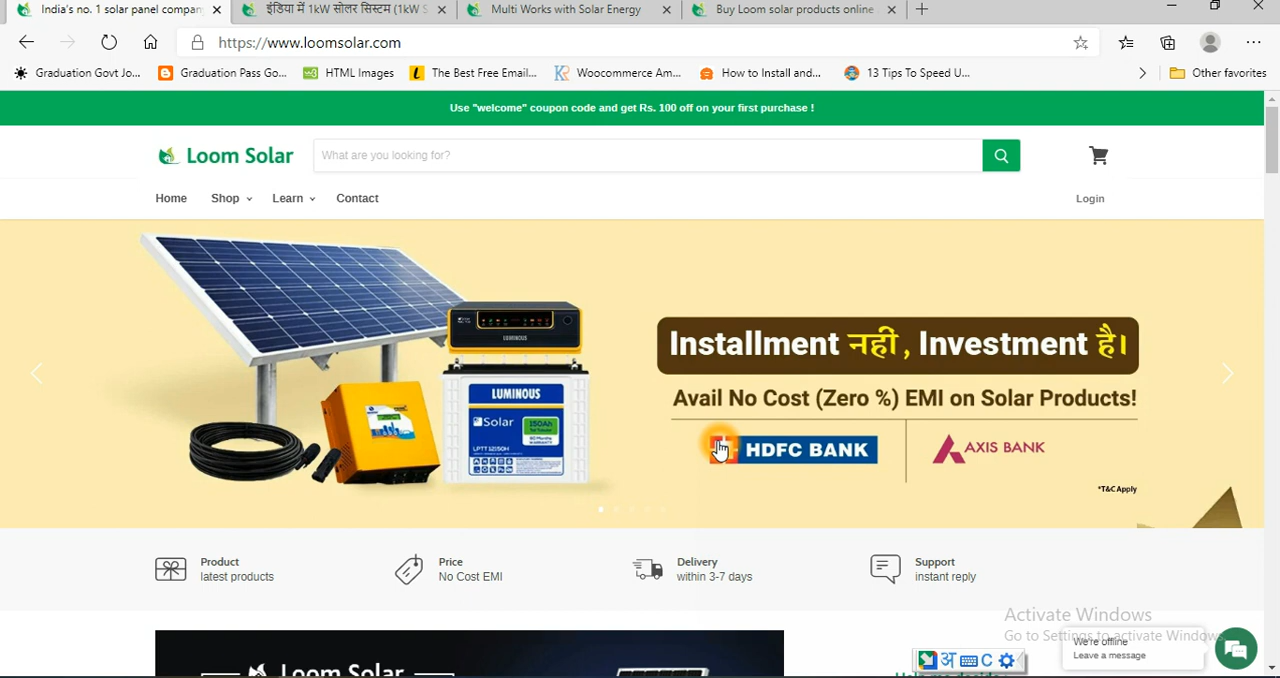 India's no. 1 solar panel compan
इंडिया में 1kW सोलर सिस्टम (1kW S
Multi Works with Solar Energy
Buy Loom solar products online
https://www.loomsolar.com
Graduation Govt Jo...
Graduation Pass Go...
HTML Images
The Best Free Email...
Woocommerce Am...
How to Install and...
13 Tips To Speed U...
Other favorites
Use "welcome" coupon code and get Rs. 100 off on your first purchase !
Loom Solar
What are you looking for?
Home
Shop
Learn
Contact
Login
Installment नहीं, Investment है।
Avail No Cost (Zero %) EMI on Solar Products!
HDFC BANK
AXIS BANK
*T&C Apply
LUMINOUS
LUMINOUS
Solar
150Ah
LPTT12150H
Product
latest products
Price
No Cost EMI
Delivery
within 3-7 days
Support
instant reply
Activate Windows
Go to Settings to activate Windows
We're offline
Leave a message
अ
C
Loom Solar